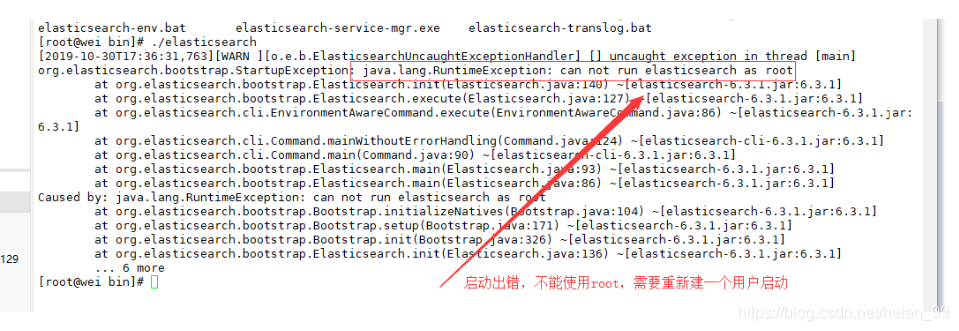 elasticsearch-env.bat elasticsearch-service-mgr.exe elasticsearch-translog.bat
[root@wei bin]# ./elasticsearch
[2019-10-30T17:36:31,763][WARN ][o.e.b.ElasticsearchUncaughtExceptionHandler] [] uncaught exception in thread [main]
org.elasticsearch.bootstrap.StartupException: java.lang.RuntimeException: can not run elasticsearch as root
at org.elasticsearch.bootstrap.Elasticsearch.init(Elasticsearch.java:140) ~[elasticsearch-6.3.1.jar:6.3.1]
at org.elasticsearch.bootstrap.Elasticsearch.execute(Elasticsearch.java:127) ~[elasticsearch-6.3.1.jar:6.3.1]
at org.elasticsearch.cli.EnvironmentAwareCommand.execute(EnvironmentAwareCommand.java:86) ~[elasticsearch-6.3.1.jar:
6.3.1]
at org.elasticsearch.cli.Command.mainWithoutErrorHandling(Command.java:124) ~[elasticsearch-cli-6.3.1.jar:6.3.1]
at org.elasticsearch.cli.Command.main(Command.java:90) ~[elasticsearch-cli-6.3.1.jar:6.3.1]
at org.elasticsearch.bootstrap.Elasticsearch.main(Elasticsearch.java:93) ~[elasticsearch-6.3.1.jar:6.3.1]
at org.elasticsearch.bootstrap.Elasticsearch.main(Elasticsearch.java:86) ~[elasticsearch-6.3.1.jar:6.3.1]
Caused by: java.lang.RuntimeException: can not run elasticsearch as root
at org.elasticsearch.bootstrap.Bootstrap.initializeNatives(Bootstrap.java:104) ~[elasticsearch-6.3.1.jar:6.3.1]
at org.elasticsearch.bootstrap.Bootstrap.setup(Bootstrap.java:171) ~[elasticsearch-6.3.1.jar:6.3.1]
at org.elasticsearch.bootstrap.Bootstrap.init(Bootstrap.java:326) ~[elasticsearch-6.3.1.jar:6.3.1]
129 at org.elasticsearch.bootstrap.Elasticsearch.init(Elasticsearch.java:136) ~[elasticsearch-6.3.1.jar:6.3.1]
... 6 more
[root@wei bin]#
启动出错，不能使用root，需要重新建一个用户启动
https://blog.csdn.net/heian_99